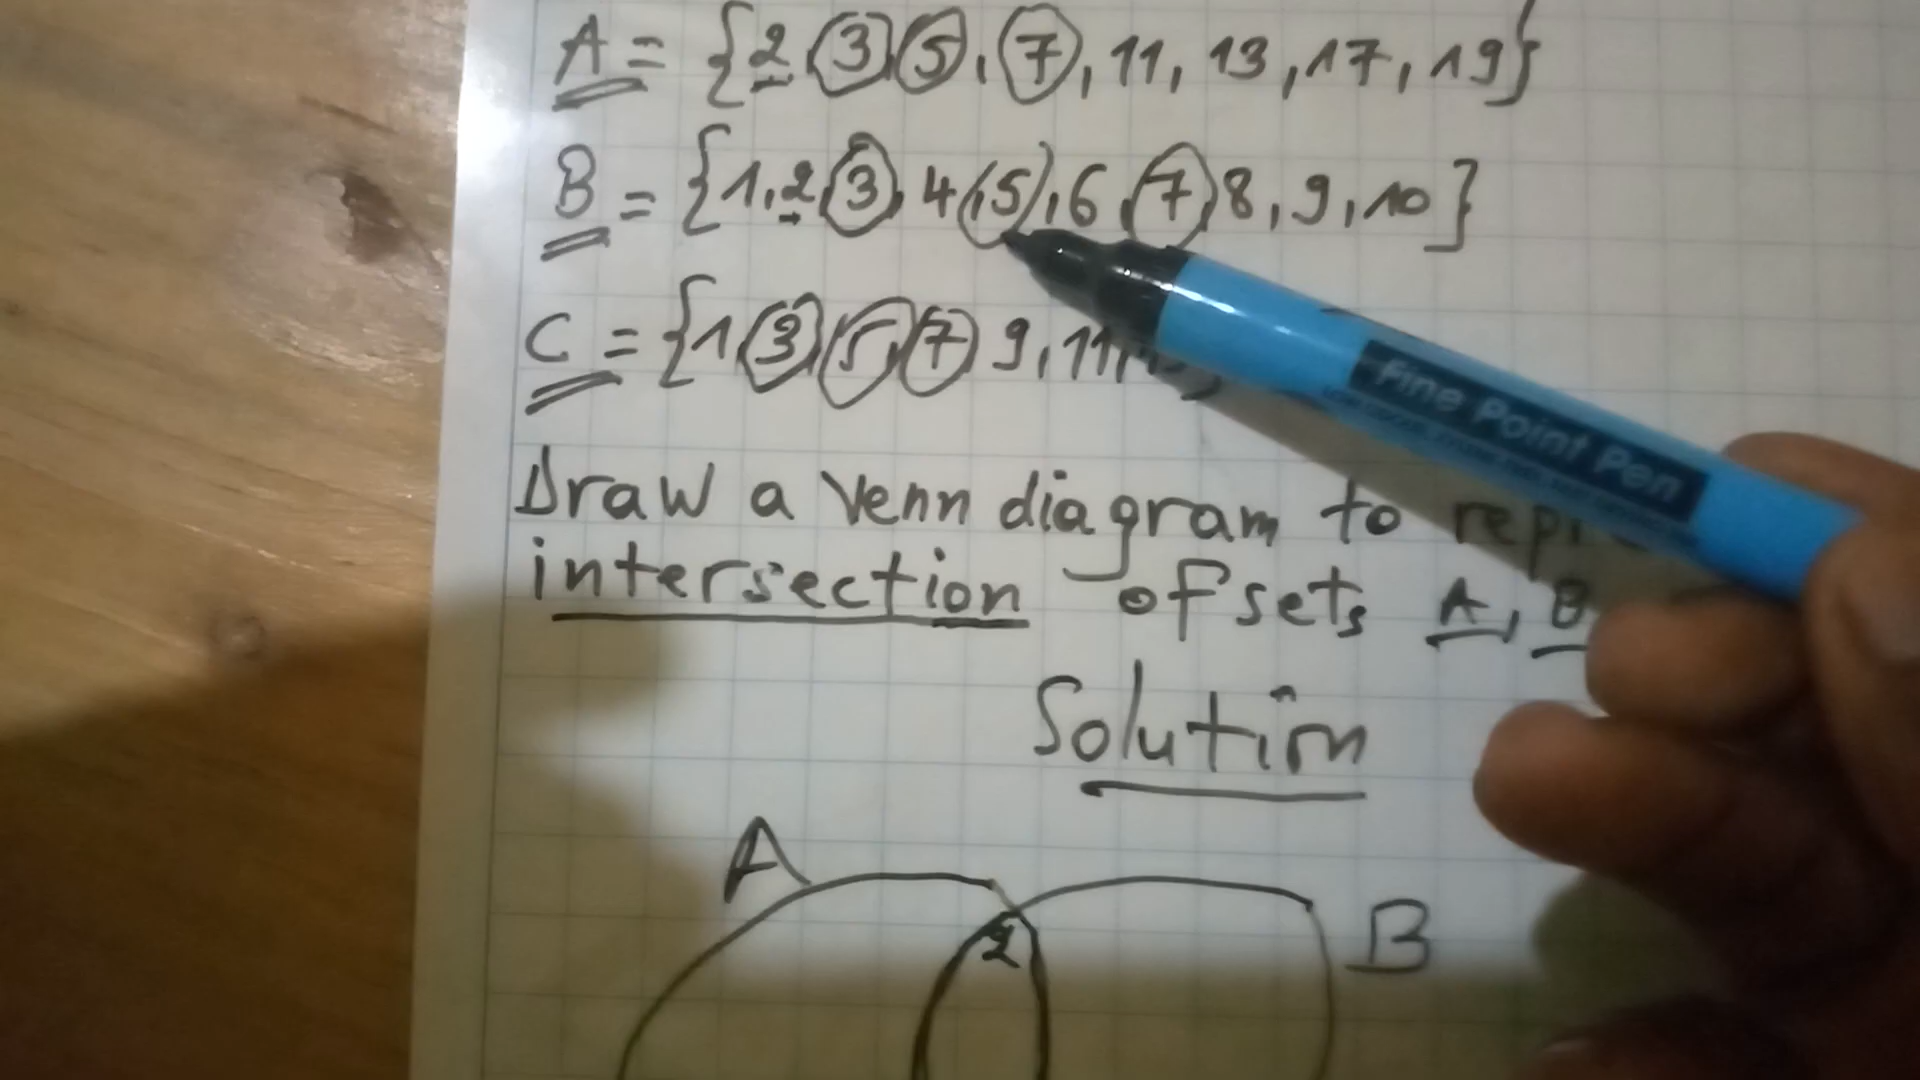 A = {2, 3, 5, 7, 11, 13, 17, 19}
B = {1, 2, 3, 4, 5, 6, 7, 8, 9, 10}
C = {1, 3, 5, 7, 9, 11,
Draw a Venn diagram to
intersection of sets A, B
Solution
A
B
2
Fine Point Pen